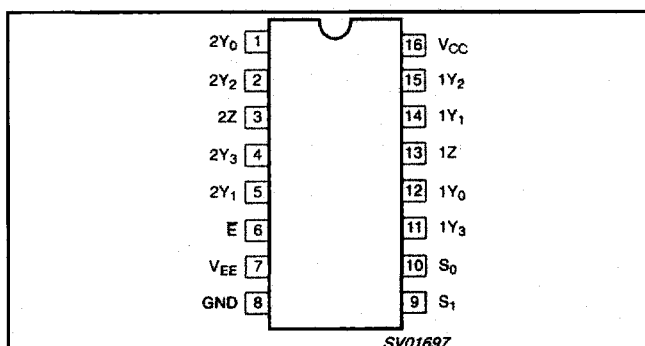 2Y0 1
2Y2 2
2Z 3
2Y3 4
2Y1 5
E̅ 6
VEE 7
GND 8
16 VCC
15 1Y2
14 1Y1
13 1Z
12 1Y0
11 1Y3
10 S0
9 S1
SV01697